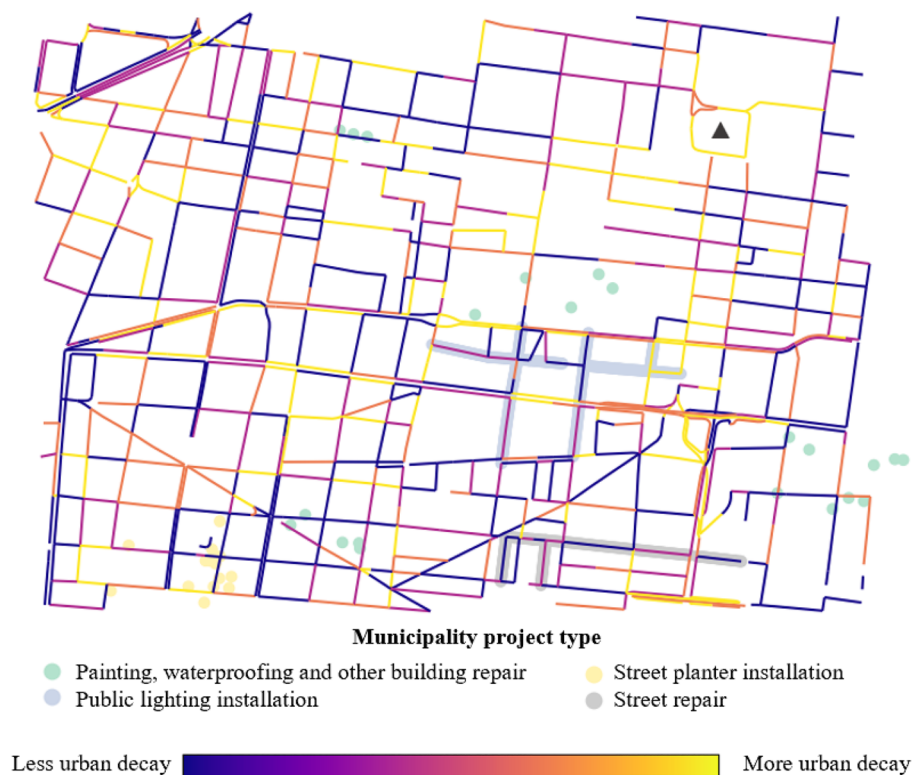 Municipality project type
Painting, waterproofing and other building repair
Street planter installation
Public lighting installation
Street repair
Less urban decay
More urban decay